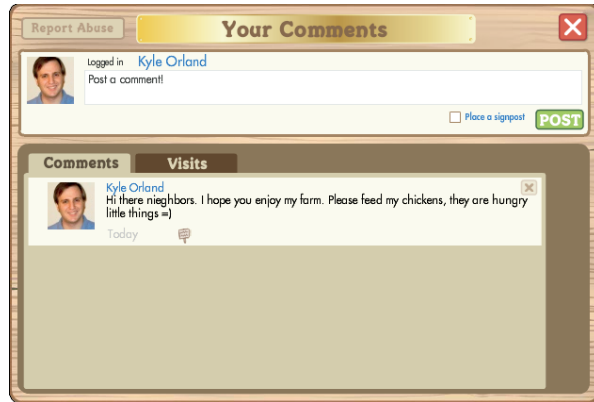 Report Abuse
Your Comments
Logged in Kyle Orland
Post a comment!
Place a signpost
POST
Comments
Visits
Kyle Orland
Hi there nieghbors. I hope you enjoy my farm. Please feed my chickens, they are hungry
little things =)
Today